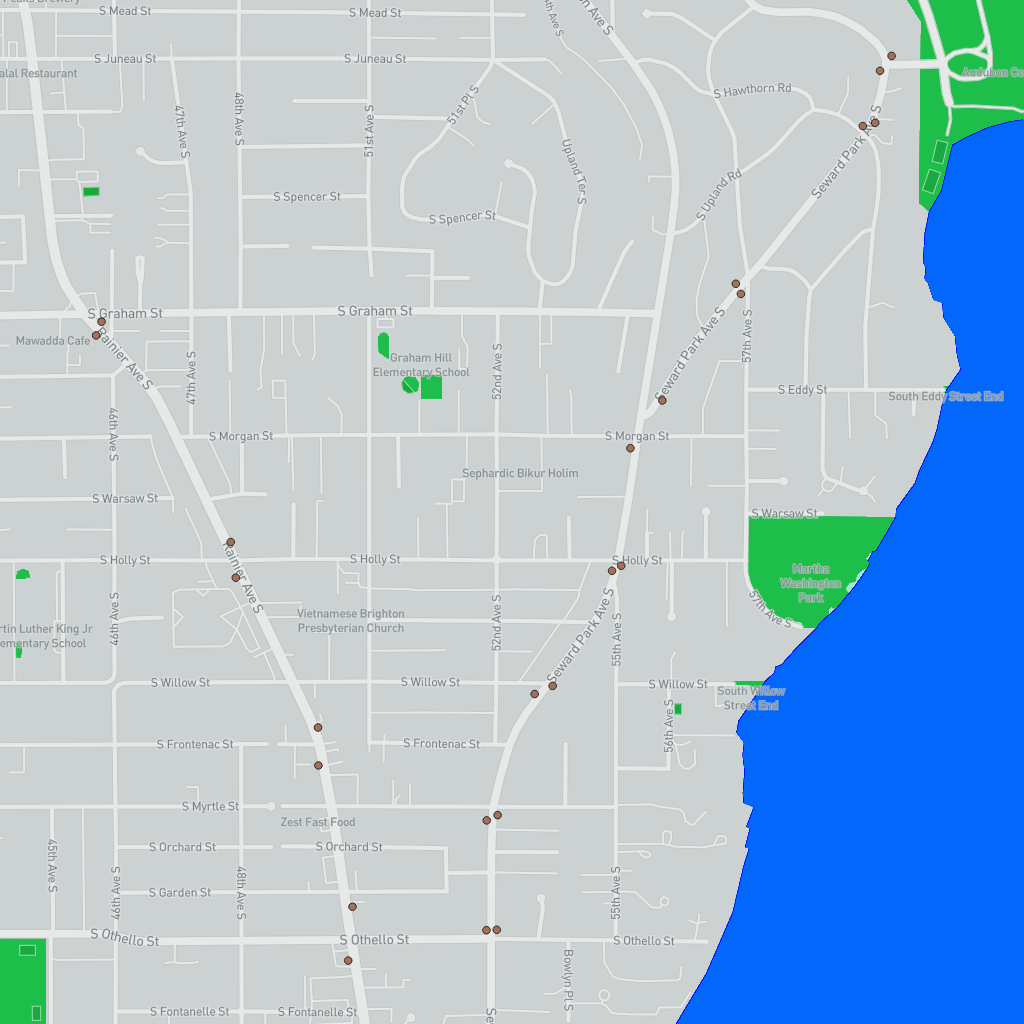 Peaks Brewery
S Mead St
S Mead St
S Juneau St
S Juneau St
Audubon Ce
alal Restaurant
S Hawthorn Rd
47th Ave S
48th Ave S
51st Ave S
51st Pl S
Upland Ter S
Seward Park Ave S
S Upland Rd
S Spencer St
S Spencer St
S Graham St
S Graham St
Mawadda Cafe
Rainier Ave S
Graham Hill
Elementary School
Seward Park Ave S
57th Ave S
47th Ave S
52nd Ave S
S Eddy St
South Eddy Street End
46th Ave S
S Morgan St
S Morgan St
Sephardic Bikur Holim
S Warsaw St
S Warsaw St
S Holly St
S Holly St
S Holly St
Rainier Ave S
Martha
Washington
Park
57th Ave S
46th Ave S
Vietnamese Brighton
Presbyterian Church
52nd Ave S
Seward Park Ave S
55th Ave S
rtin Luther King Jr
ementary School
S Willow St
S Willow St
S Willow St
South Willow
Street End
56th Ave S
S Frontenac St
S Frontenac St
S Myrtle St
Zest Fast Food
S Orchard St
S Orchard St
45th Ave S
46th Ave S
48th Ave S
55th Ave S
S Garden St
S Othello St
S Othello St
S Othello St
Bowlyn Pl S
S Fontanelle St
S Fontanelle St
Se